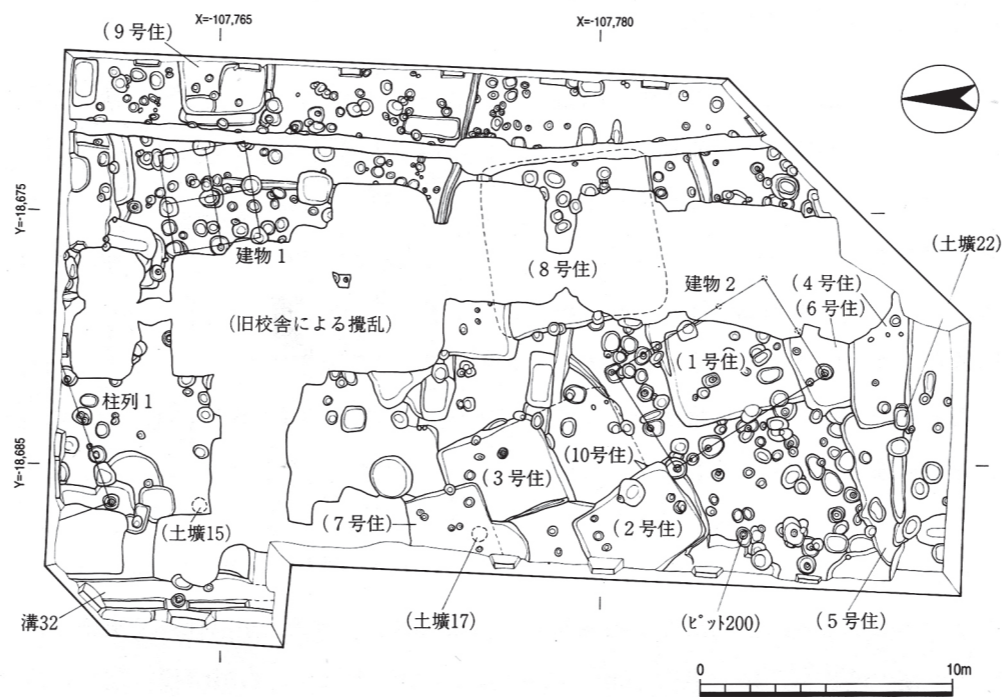 X=-107,765
X=-107,780
(9号住)
Y=-18,675
(土壙22)
建物1
(8号住)
建物2
(4号住)
(6号住)
(旧校舎による攪乱)
(1号住)
柱列1
Y=-18,685
(10号住)
(3号住)
(7号住)
(2号住)
(土壙15)
溝32
(土壙17)
(ピット200)
(5号住)
0
10m